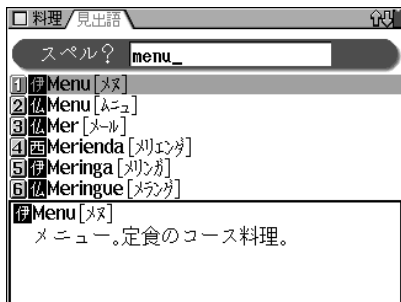 料理 見出語
スペル? menu_
1 伊 Menu [メヌ]
2 仏 Menu [ムニュ]
3 仏 Mer [メール]
4 西 Merienda [メリエンダ]
5 伊 Meringa [メリンガ]
6 仏 Meringue [メランゲ]
伊 Menu [メヌ]
メニュー。定食のコース料理。